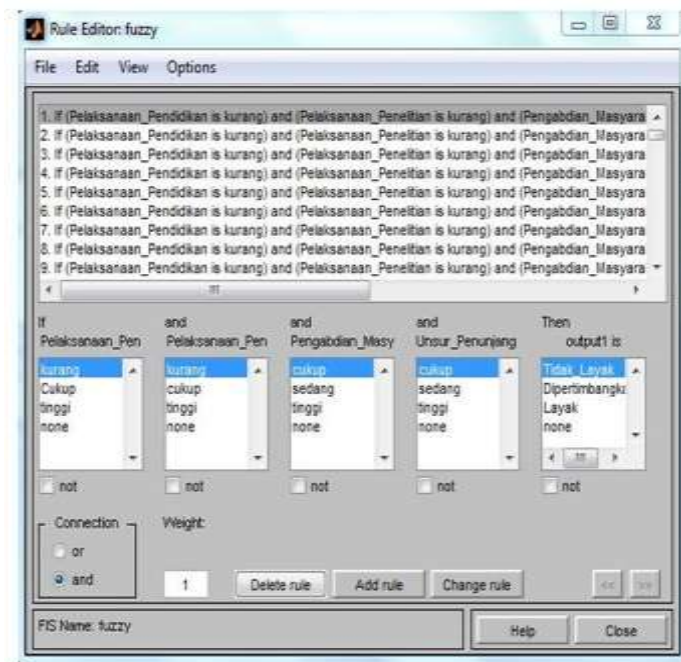 Rule Editor: fuzzy
File Edit View Options
1. If (Pelaksanaan_Pendidikan is kurang) and (Pelaksanaan_Penelitian is kurang) and (Pengabdian_Masyara
2. If (Pelaksanaan_Pendidikan is kurang) and (Pelaksanaan_Penelitian is kurang) and (Pengabdian_Masyara
3. If (Pelaksanaan_Pendidikan is kurang) and (Pelaksanaan_Penelitian is kurang) and (Pengabdian_Masyara
4. If (Pelaksanaan_Pendidikan is kurang) and (Pelaksanaan_Penelitian is kurang) and (Pengabdian_Masyara
5. If (Pelaksanaan_Pendidikan is kurang) and (Pelaksanaan_Penelitian is kurang) and (Pengabdian_Masyara
6. If (Pelaksanaan_Pendidikan is kurang) and (Pelaksanaan_Penelitian is kurang) and (Pengabdian_Masyara
7. If (Pelaksanaan_Pendidikan is kurang) and (Pelaksanaan_Penelitian is kurang) and (Pengabdian_Masyara
8. If (Pelaksanaan_Pendidikan is kurang) and (Pelaksanaan_Penelitian is kurang) and (Pengabdian_Masyara
9. If (Pelaksanaan_Pendidikan is kurang) and (Pelaksanaan_Penelitian is kurang) and (Pengabdian_Masyara
If and and and Then
Pelaksanaan_Pen Pelaksanaan_Pen Pengabdian_Masy Unsur_Penunjang output1 is
kurang kurang cukup cukup Tidak_Layak
Cukup cukup sedang sedang Dipertimbangka
tinggi tinggi tinggi tinggi Layak
none none none none none
not not not not not
Connection Weight:
or
and 1 Delete rule Add rule Change rule << >>
FIS Name: fuzzy Help Close